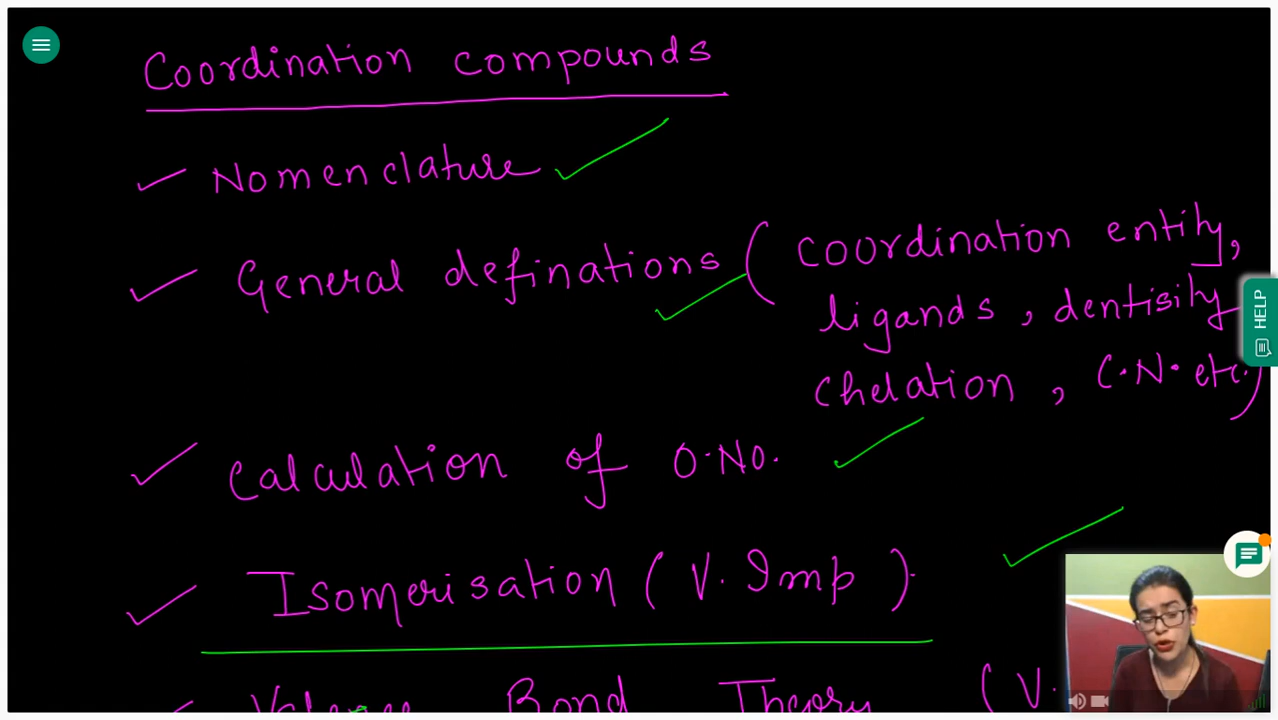 Coordination compounds
Nomenclature
General definations ( coordination entity,
ligands, dentisity
chelation, C.N. etc.)
Calculation of O.No.
Isomerisation ( V. Imp ).
Valence Bond Theory ( V.
HELP